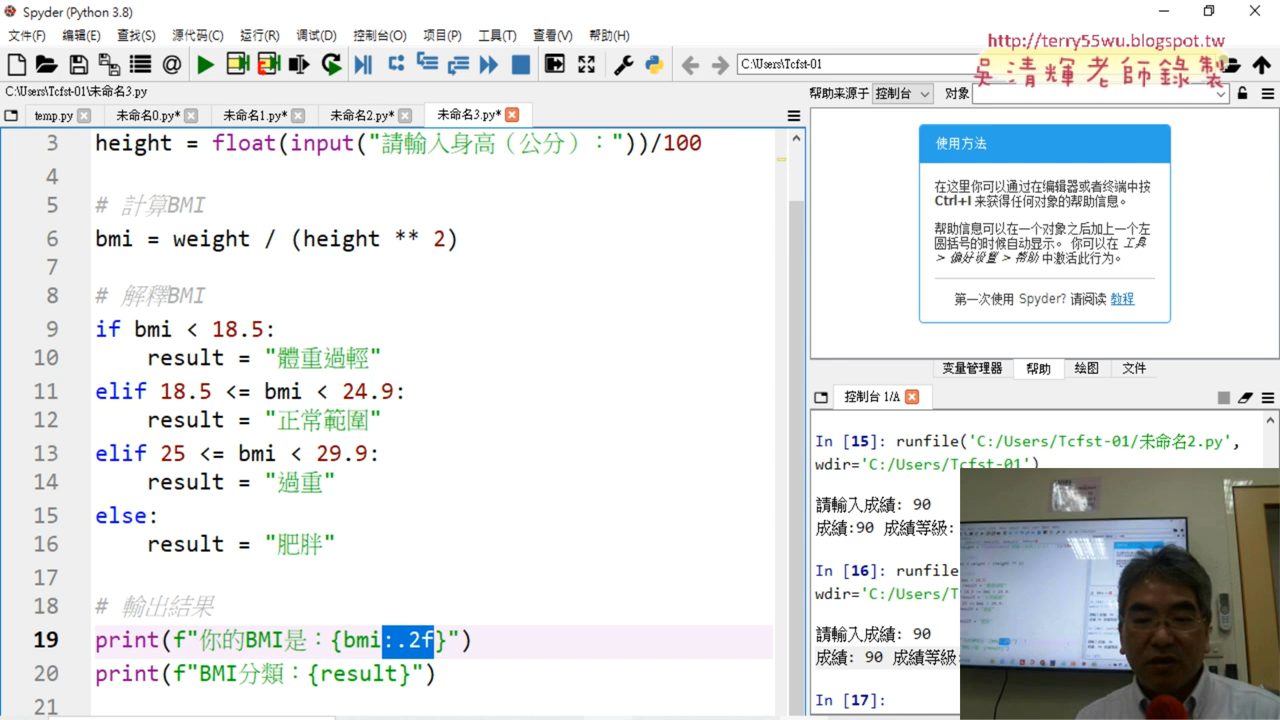 Spyder (Python 3.8)
文件(F) 编辑(E) 查找(S) 源代码(C) 运行(R) 调试(D) 控制台(O) 项目(P) 工具(T) 查看(V) 帮助(H)
http://terry55wu.blogspot.tw
吳清輝老師錄製
C:\Users\Tcfst-01
C:\Users\Tcfst-01\未命名3.py
帮助来源于 控制台 对象
temp.py 未命名0.py* 未命名1.py* 未命名2.py* 未命名3.py*
3 height = float(input("請輸入身高（公分）："))/100
4
5 # 計算BMI
6 bmi = weight / (height ** 2)
7
8 # 解釋BMI
9 if bmi < 18.5:
10 result = "體重過輕"
11 elif 18.5 <= bmi < 24.9:
12 result = "正常範圍"
13 elif 25 <= bmi < 29.9:
14 result = "過重"
15 else:
16 result = "肥胖"
17
18 # 輸出結果
19 print(f"你的BMI是：{bmi:.2f}")
20 print(f"BMI分類：{result}")
21
使用方法
在这里你可以通过在编辑器或者终端中按
Ctrl+I 来获得任何对象的帮助信息。
帮助信息可以在一个对象之后加上一个左
圆括号的时候自动显示。 你可以在 工具
> 偏好设置 > 帮助 中激活此行为。
第一次使用 Spyder? 请阅读 教程
变量管理器 帮助 绘图 文件
控制台 1/A
In [15]: runfile('C:/Users/Tcfst-01/未命名2.py',
wdir='C:/Users/Tcfst-01')
請輸入成績: 90
成績:90 成績等級:
In [16]: runfile
wdir='C:/Users/T
請輸入成績: 90
成績: 90 成績等級:
In [17]: